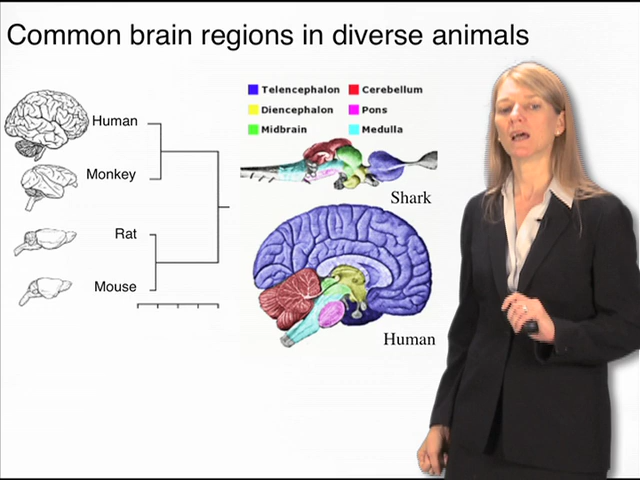 Common brain regions in diverse animals
Human
Monkey
Rat
Mouse
Telencephalon
Cerebellum
Diencephalon
Pons
Midbrain
Medulla
Shark
Human